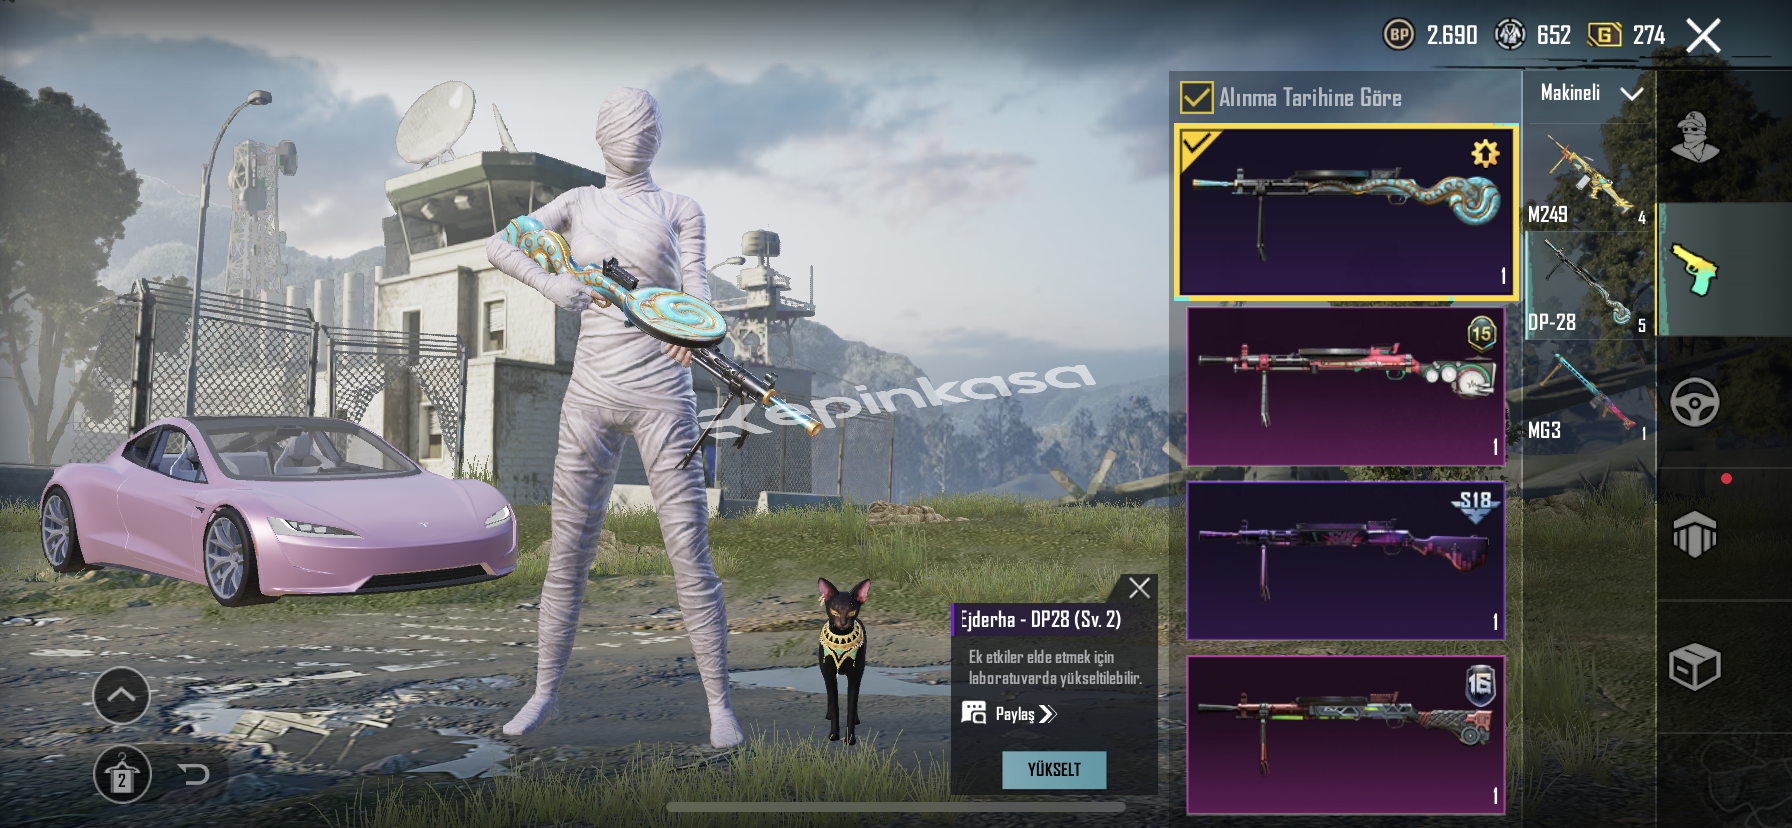 BP 2.690 652 G 274
Alınma Tarihine Göre
1
15
1
S18
1
16
1
Makineli
M249 4
DP-28 5
MG3 1
epinkasa
Ejderha - DP28 (Sv. 2)
Ek etkiler elde etmek için
laboratuvarda yükseltilebilir.
Paylaş
YÜKSELT
2